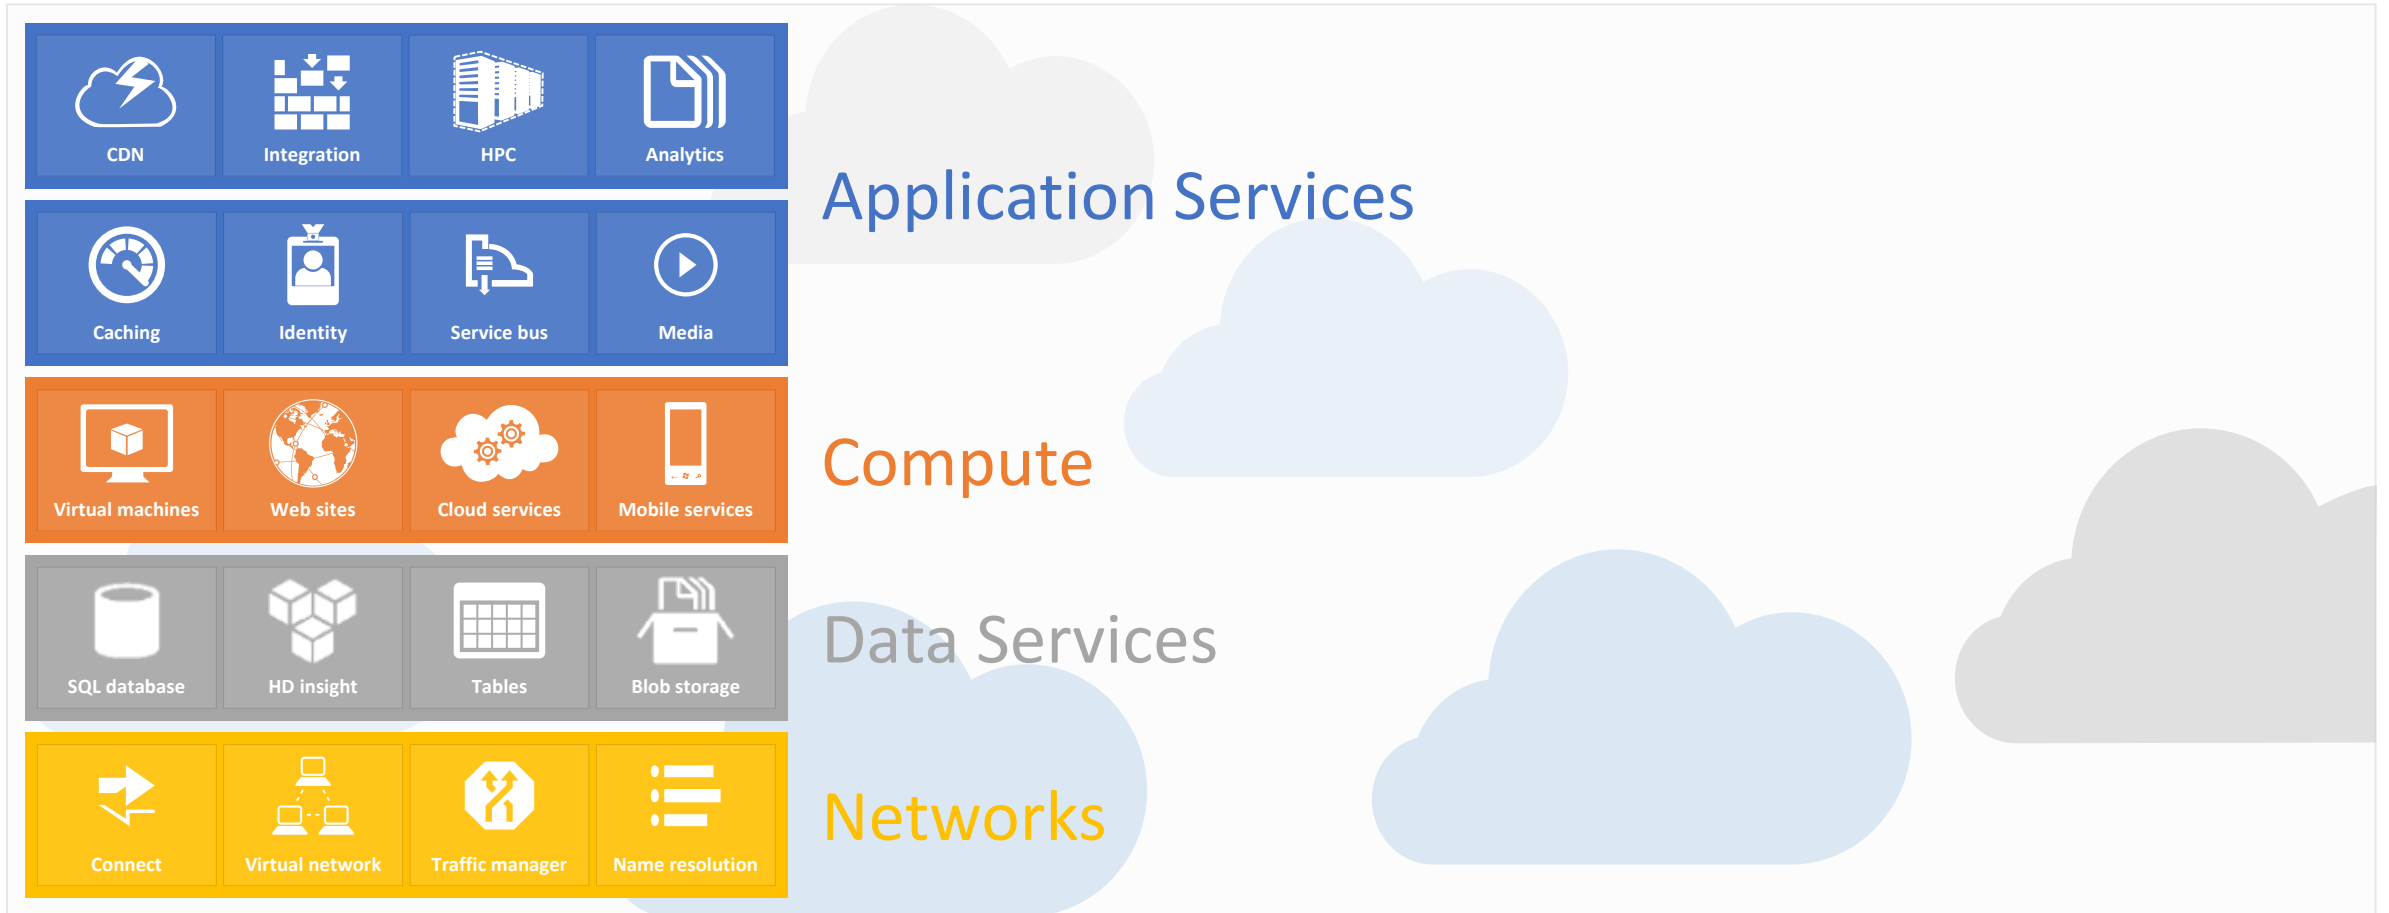 CDN
Integration
HPC
Analytics
Application Services
Caching
Identity
Service bus
Media
Virtual machines
Web sites
Cloud services
Mobile services
Compute
SQL database
HD insight
Tables
Blob storage
Data Services
Connect
Virtual network
Traffic manager
Name resolution
Networks